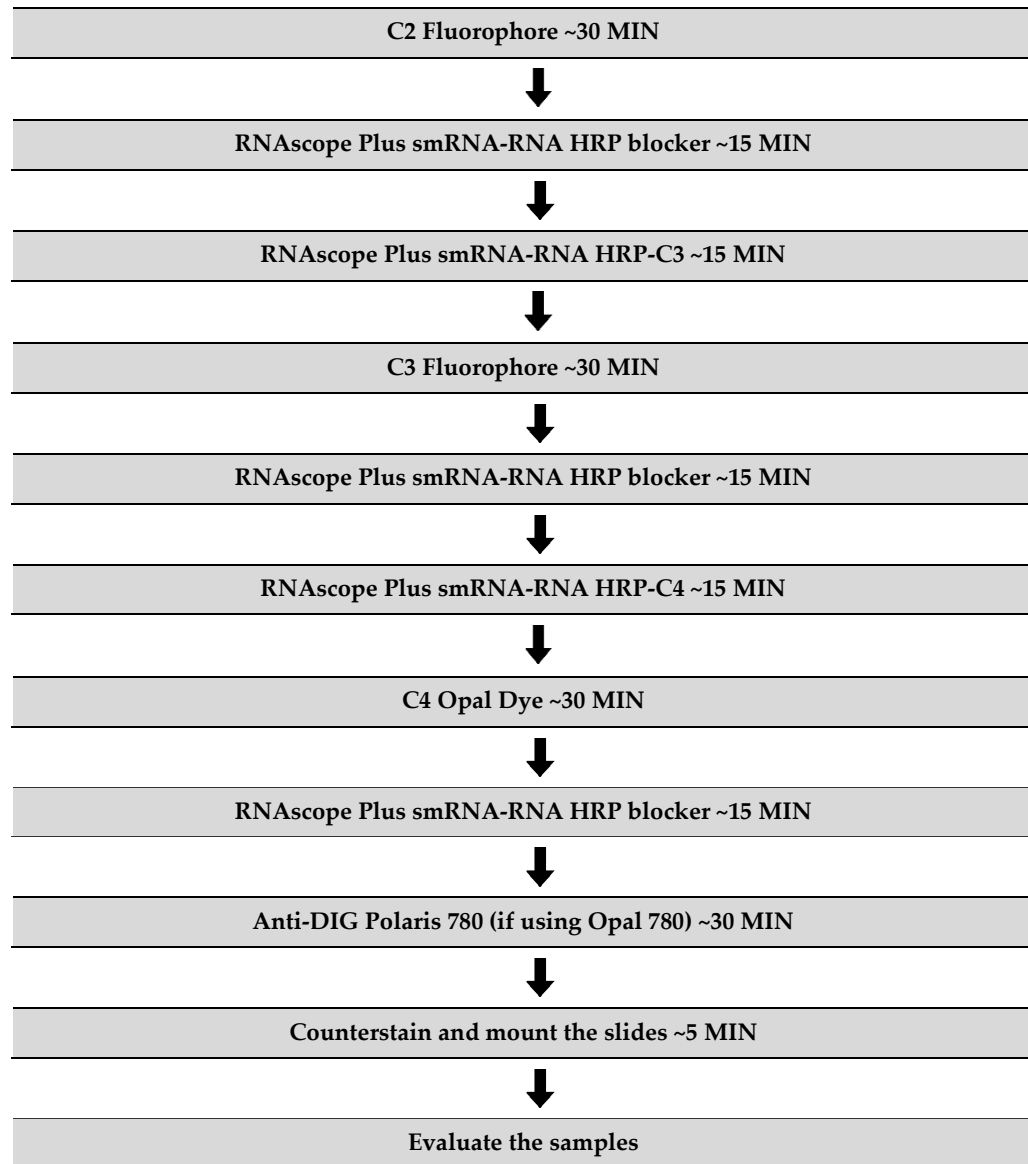 C2 Fluorophore ~30 MIN
RNAscope Plus smRNA-RNA HRP blocker ~15 MIN
RNAscope Plus smRNA-RNA HRP-C3 ~15 MIN
C3 Fluorophore ~30 MIN
RNAscope Plus smRNA-RNA HRP blocker ~15 MIN
RNAscope Plus smRNA-RNA HRP-C4 ~15 MIN
C4 Opal Dye ~30 MIN
RNAscope Plus smRNA-RNA HRP blocker ~15 MIN
Anti-DIG Polaris 780 (if using Opal 780) ~30 MIN
Counterstain and mount the slides ~5 MIN
Evaluate the samples